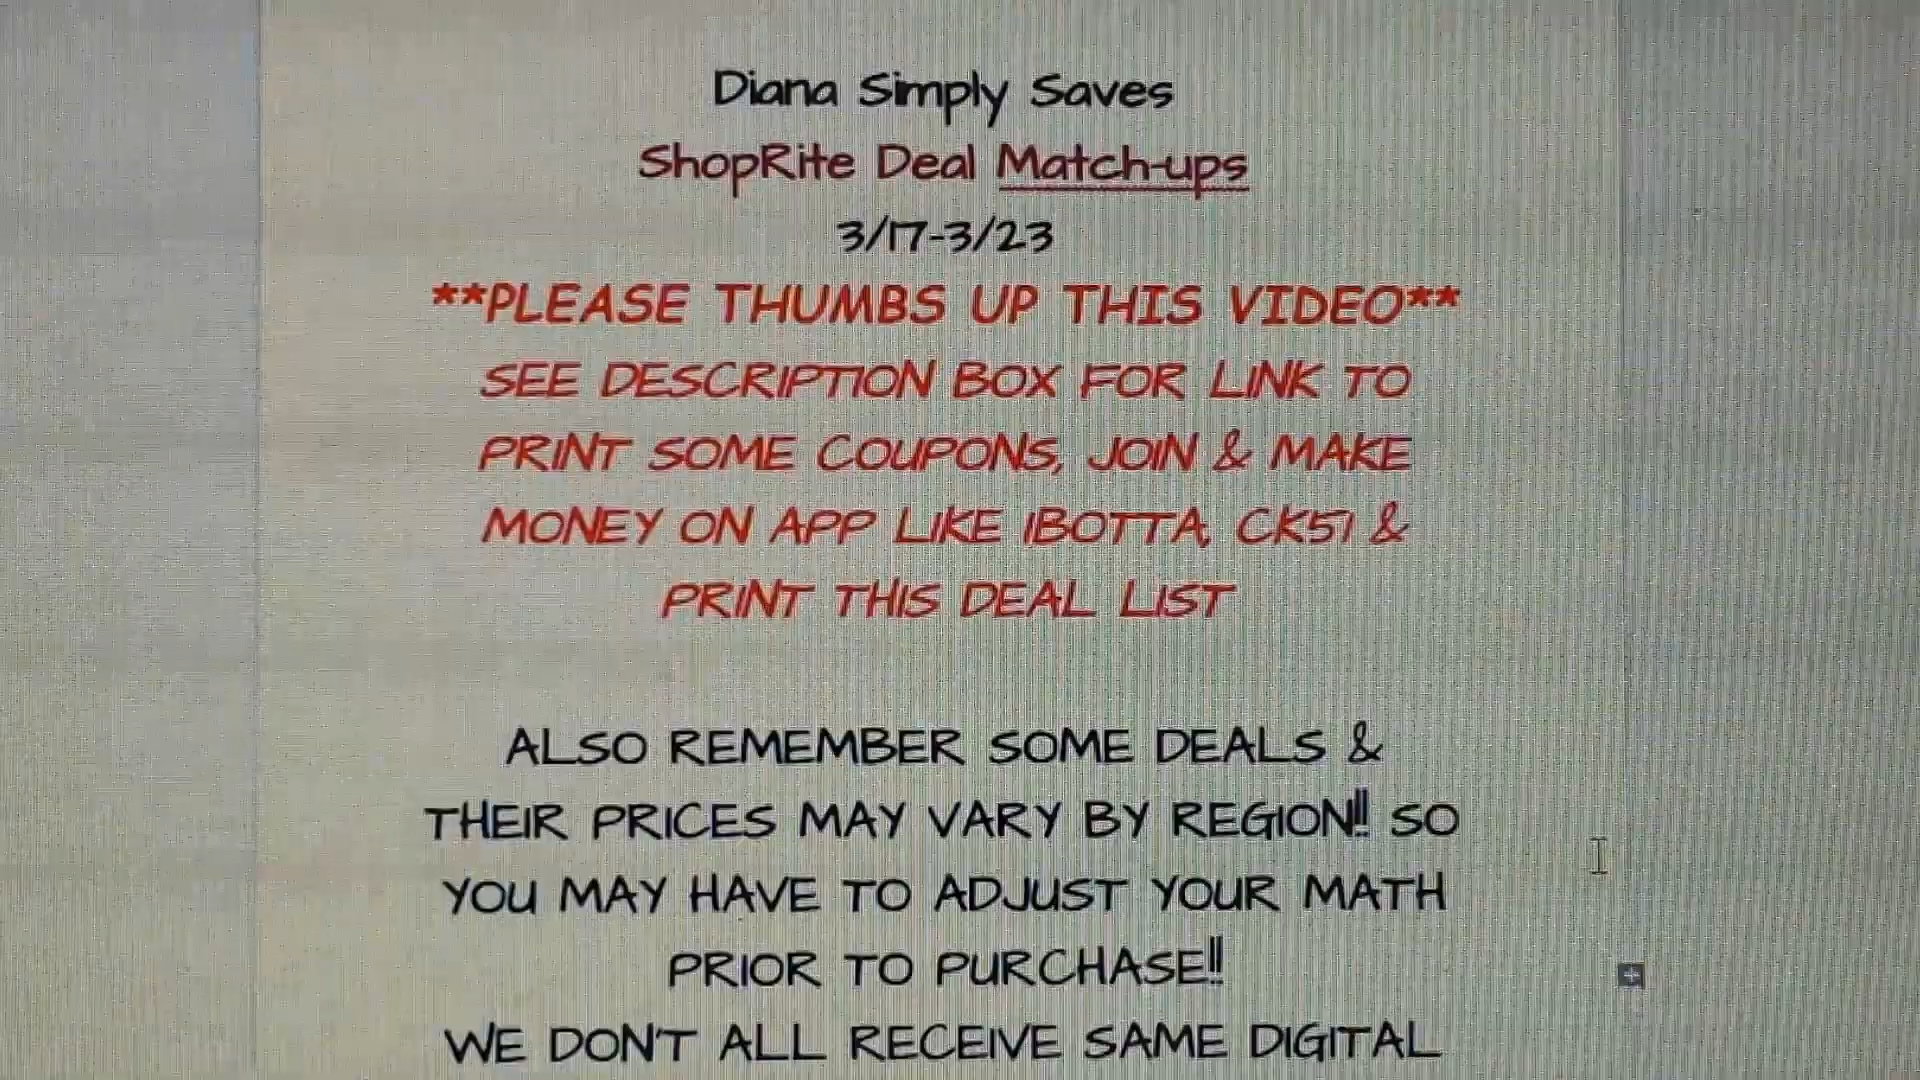 Diana Simply Saves
ShopRite Deal Match-ups
3/17-3/23
**PLEASE THUMBS UP THIS VIDEO**
SEE DESCRIPTION BOX FOR LINK TO
PRINT SOME COUPONS, JOIN & MAKE
MONEY ON APP LIKE IBOTTA, CK51 &
PRINT THIS DEAL LIST
ALSO REMEMBER SOME DEALS &
THEIR PRICES MAY VARY BY REGION!! SO
YOU MAY HAVE TO ADJUST YOUR MATH
PRIOR TO PURCHASE!!
WE DON'T ALL RECEIVE SAME DIGITAL